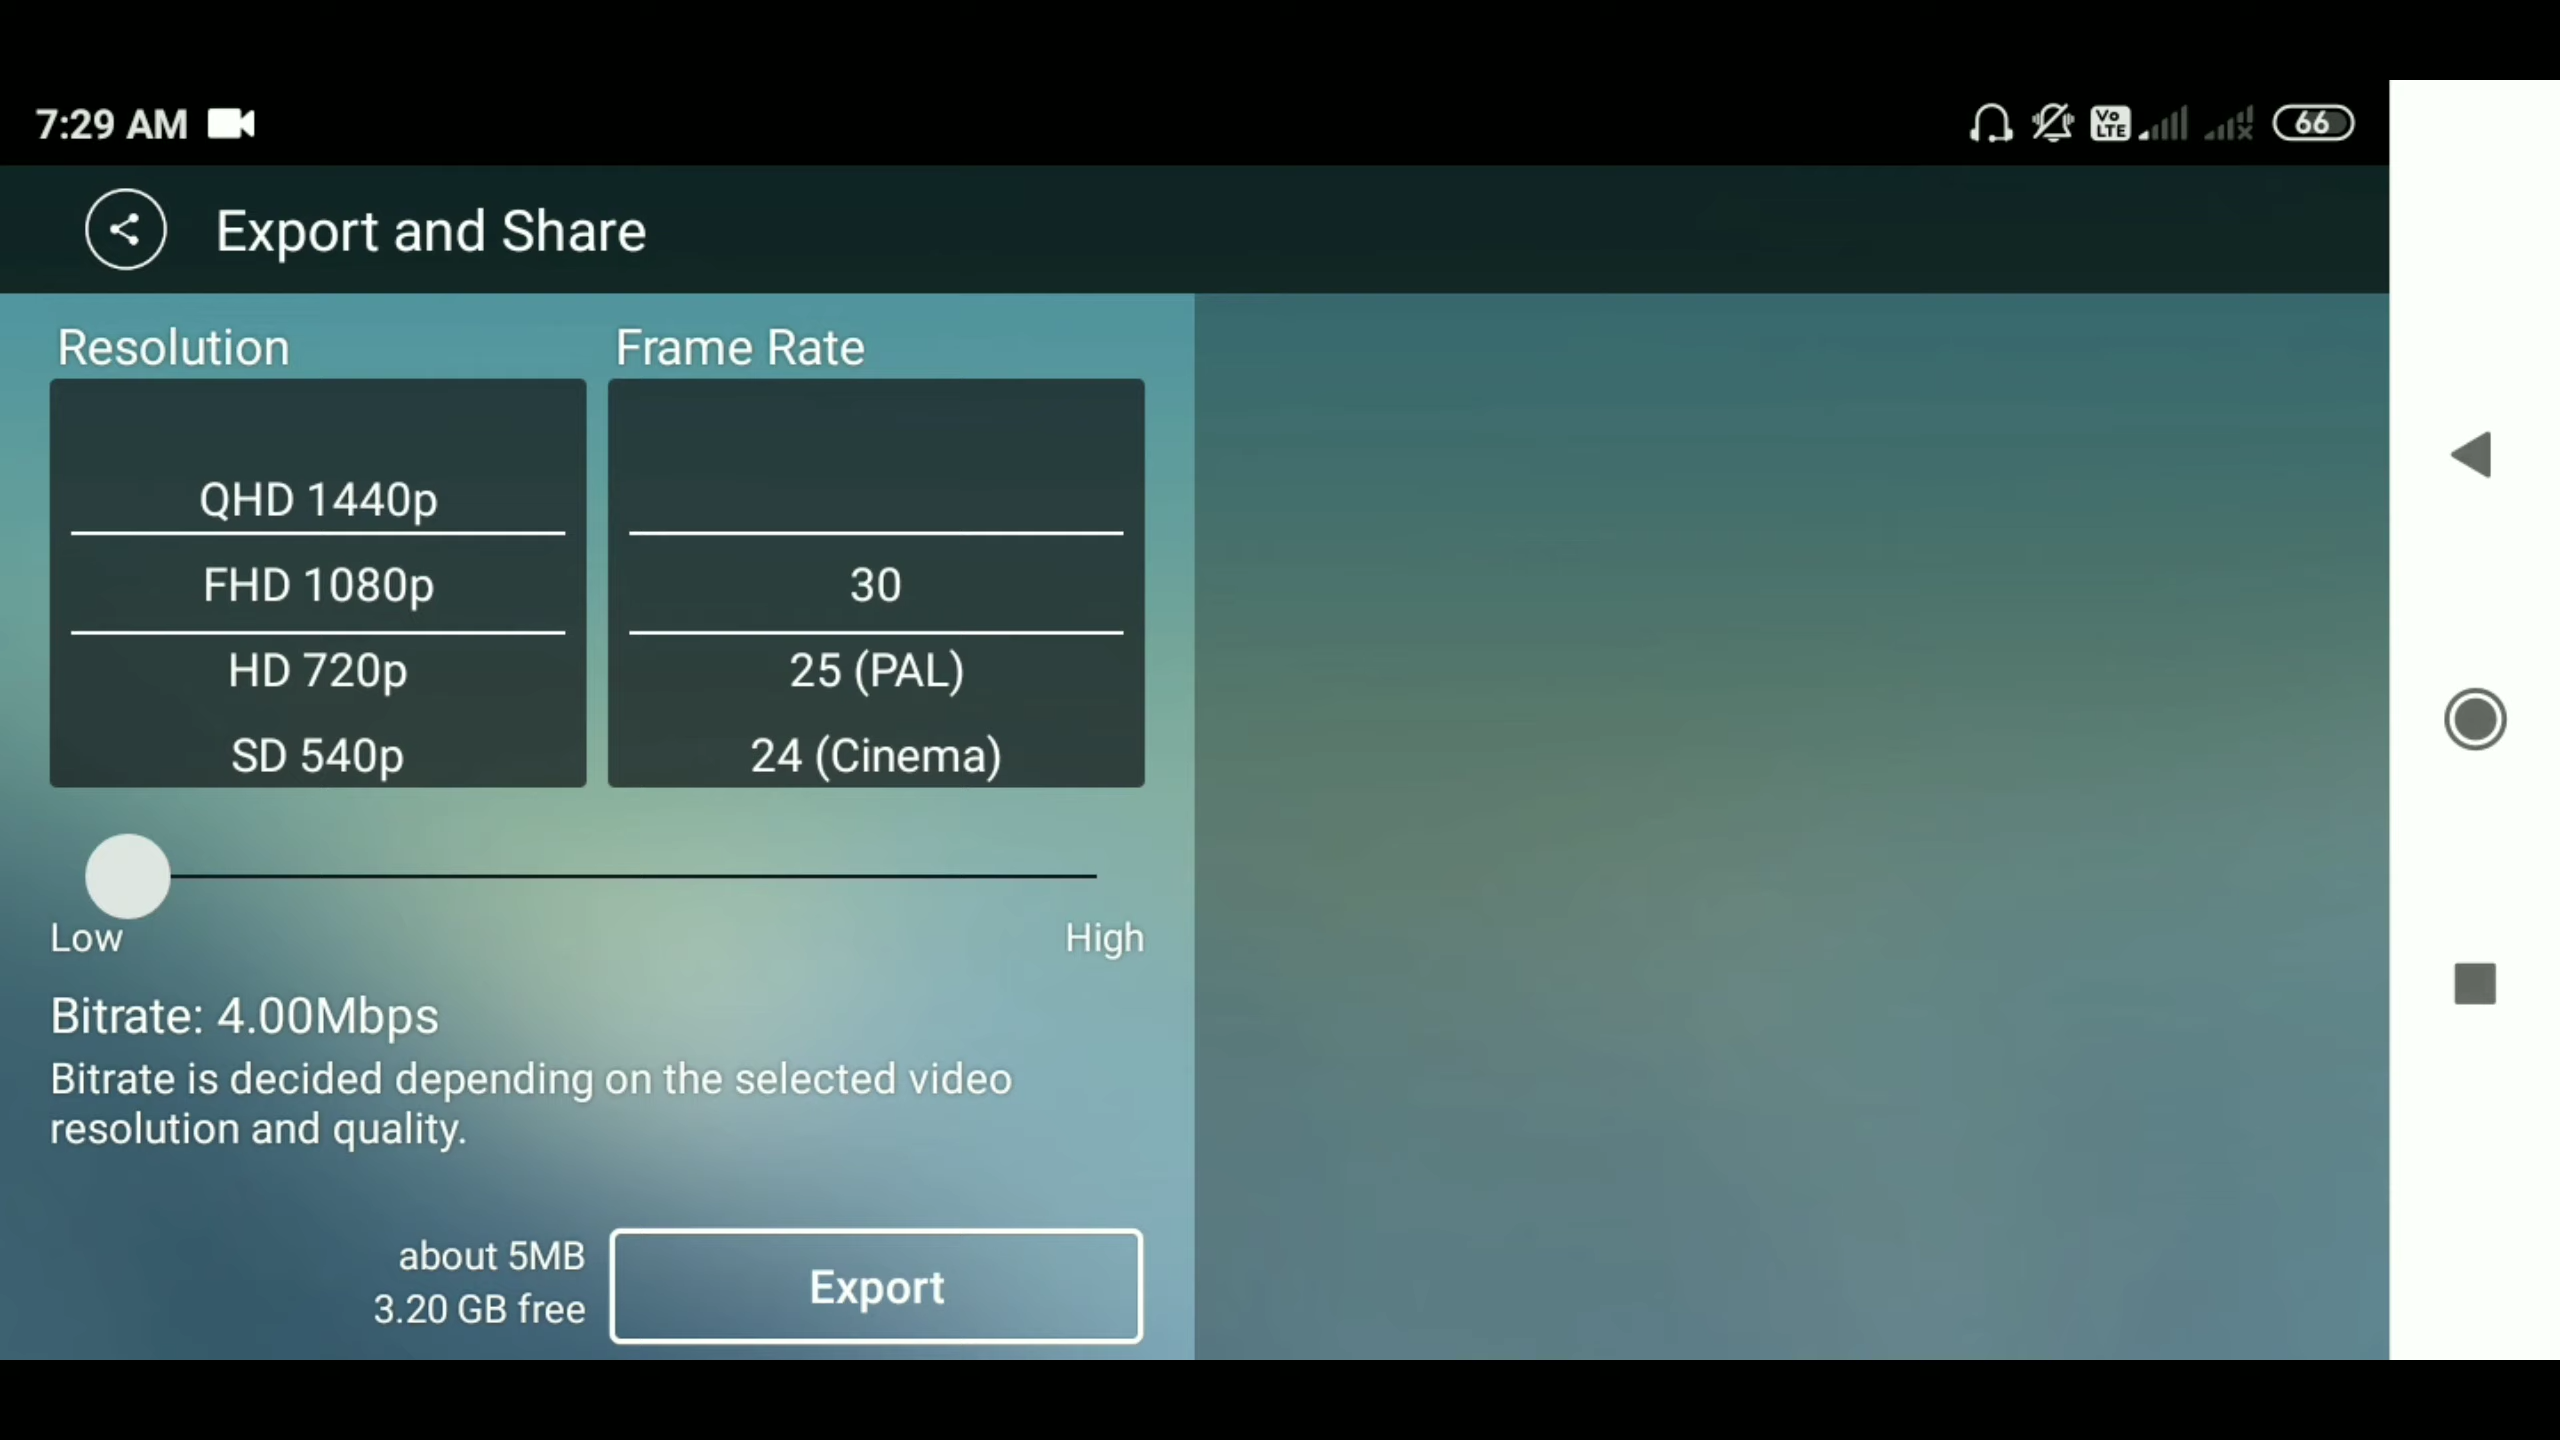 7:29 AM
Vo LTE
66
Export and Share
Resolution
Frame Rate
QHD 1440p
FHD 1080p
HD 720p
SD 540p
30
25 (PAL)
24 (Cinema)
Low
High
Bitrate: 4.00Mbps
Bitrate is decided depending on the selected video
resolution and quality.
about 5MB
3.20 GB free
Export